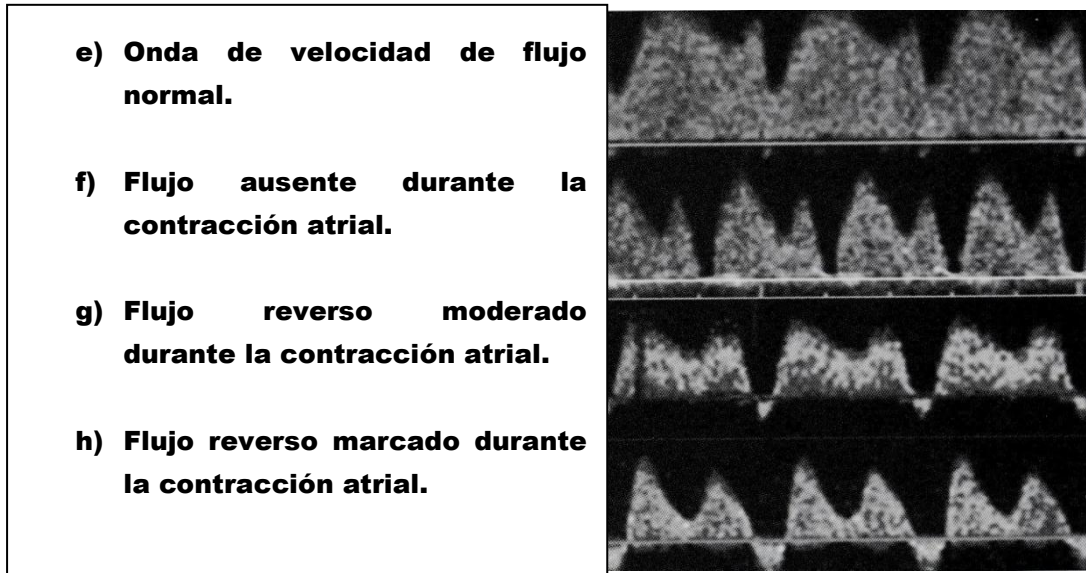 e) Onda de velocidad de flujo
normal.
f) Flujo ausente durante la
contracción atrial.
g) Flujo reverso moderado
durante la contracción atrial.
h) Flujo reverso marcado durante
la contracción atrial.